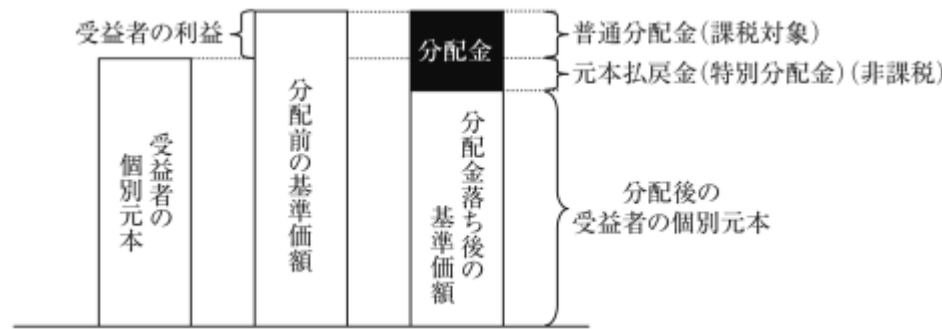 受益者の利益
受益者の
個別元本
分配前の基準価額
分配金
分配金落ち後の
基準価額
普通分配金(課税対象)
元本払戻金(特別分配金)(非課税)
分配後の
受益者の個別元本